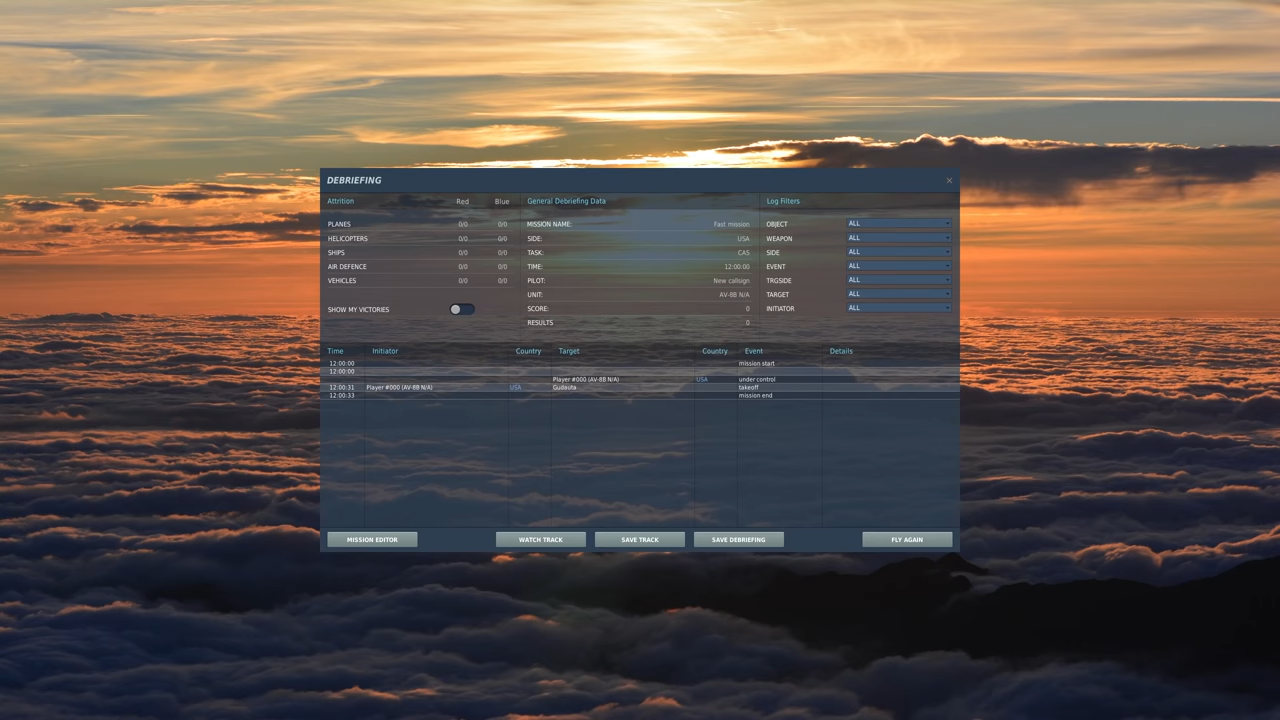 DEBRIEFING
Attrition Red Blue General Debriefing Data Log Filters
PLANES 0/0 0/0 MISSION NAME: Fast mission OBJECT ALL
HELICOPTERS 0/0 0/0 SIDE: USA WEAPON ALL
SHIPS 0/0 0/0 TASK: CAS SIDE ALL
AIR DEFENCE 0/0 0/0 TIME: 12:00:00 EVENT ALL
VEHICLES 0/0 0/0 PILOT: New callsign TRGSIDE ALL
UNIT: AV-8B N/A TARGET ALL
SHOW MY VICTORIES SCORE: 0 INITIATOR ALL
RESULTS 0
Time Initiator Country Target Country Event Details
12:00:00 mission start
12:00:00
Player #000 (AV-8B N/A) USA under control
12:00:31 Player #000 (AV-8B N/A) USA Gudauta takeoff
12:00:33 mission end
MISSION EDITOR WATCH TRACK SAVE TRACK SAVE DEBRIEFING FLY AGAIN